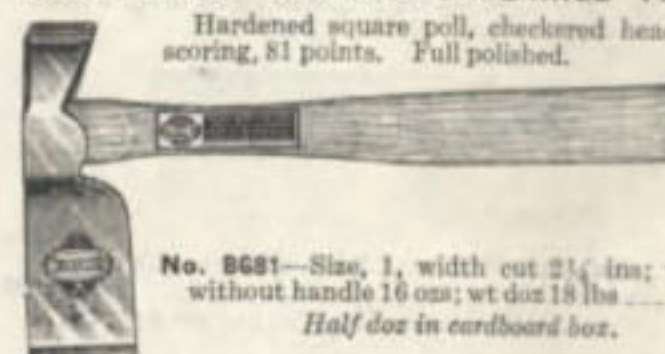 Hardened square poll, checkered head
scoring, 81 points. Full polished.
No. B681—Size, 1, width cut 2¼ ins;
without handle 16 ozs; wt doz 18 lbs
Half doz in cardboard box.